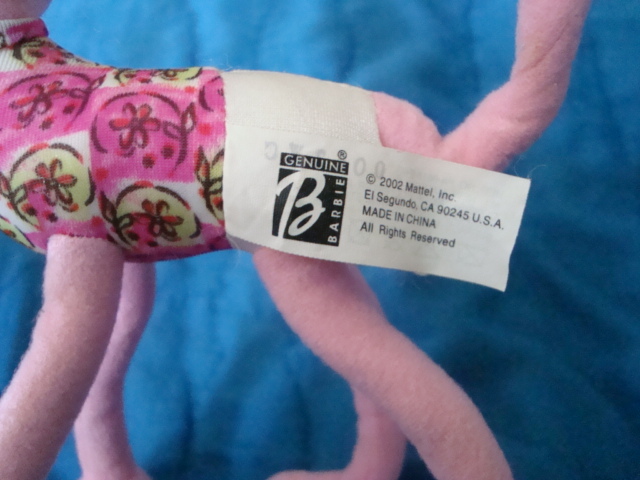 GENUINE ®
B
BARBIE
© 2002 Mattel, Inc.
El Segundo, CA 90245 U.S.A.
MADE IN CHINA
All Rights Reserved